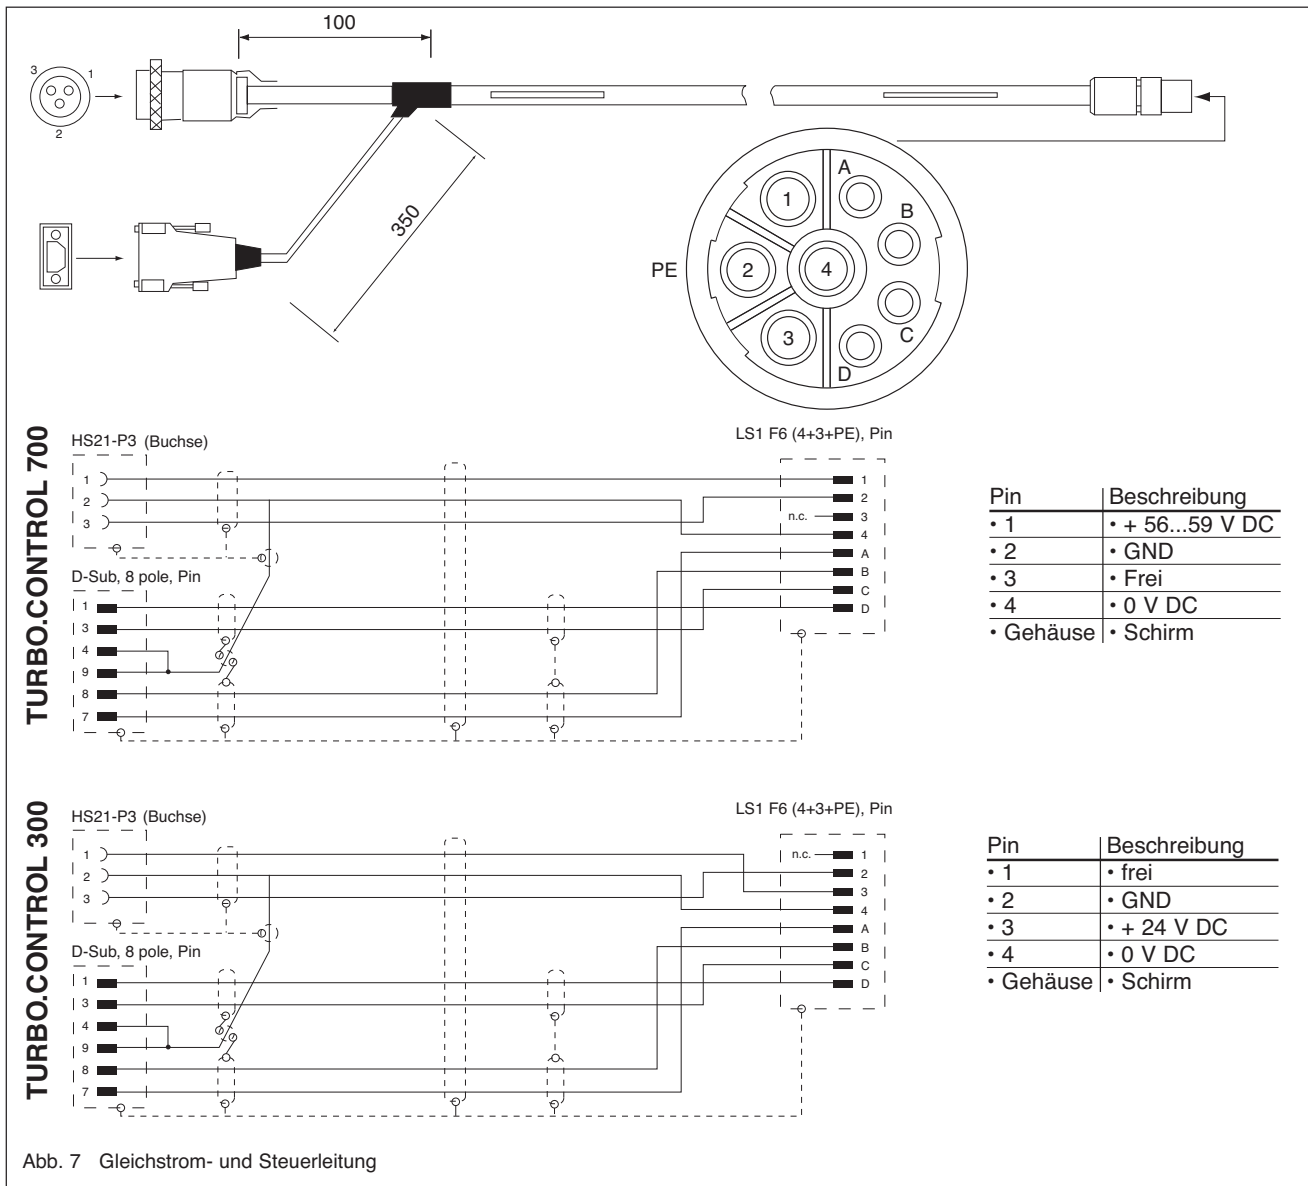 100
3
1
2
350
PE
1
2
3
4
A
B
C
D
TURBO.CONTROL 700
HS21-P3 (Buchse)
1
2
3
D-Sub, 8 pole, Pin
1
3
4
9
8
7
LS1 F6 (4+3+PE), Pin
1
2
n.c. 3
4
A
B
C
D
Pin Beschreibung
• 1 • + 56...59 V DC
• 2 • GND
• 3 • Frei
• 4 • 0 V DC
• Gehäuse • Schirm
TURBO.CONTROL 300
HS21-P3 (Buchse)
1
2
3
D-Sub, 8 pole, Pin
1
3
4
9
8
7
LS1 F6 (4+3+PE), Pin
n.c. 1
2
3
4
A
B
C
D
Pin Beschreibung
• 1 • frei
• 2 • GND
• 3 • + 24 V DC
• 4 • 0 V DC
• Gehäuse • Schirm
Abb. 7 Gleichstrom- und Steuerleitung